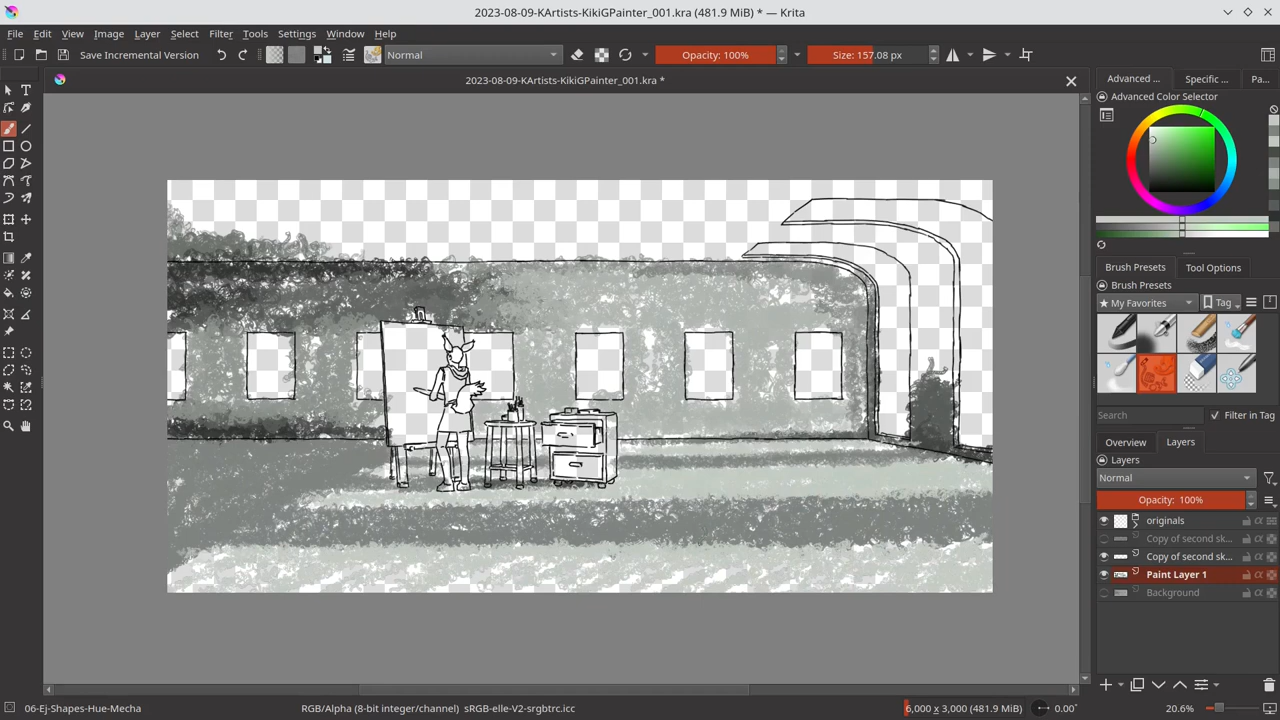 2023-08-09-KArtists-KikiGPainter_001.kra (481.9 MiB) * — Krita
File Edit View Image Layer Select Filter Tools Settings Window Help
Save Incremental Version Normal Opacity: 100% Size: 157.08 px
2023-08-09-KArtists-KikiGPainter_001.kra *
Advanced ... Specific ... Pa...
Advanced Color Selector
Brush Presets Tool Options
Brush Presets
★ My Favorites Tag
Search Filter in Tag
Overview Layers
Layers
Normal
Opacity: 100%
originals
Copy of second sk...
Copy of second sk...
Paint Layer 1
Background
06-Ej-Shapes-Hue-Mecha RGB/Alpha (8-bit integer/channel) sRGB-elle-V2-srgbtrc.icc 6,000 x 3,000 (481.9 MiB) 0.00° 20.6%